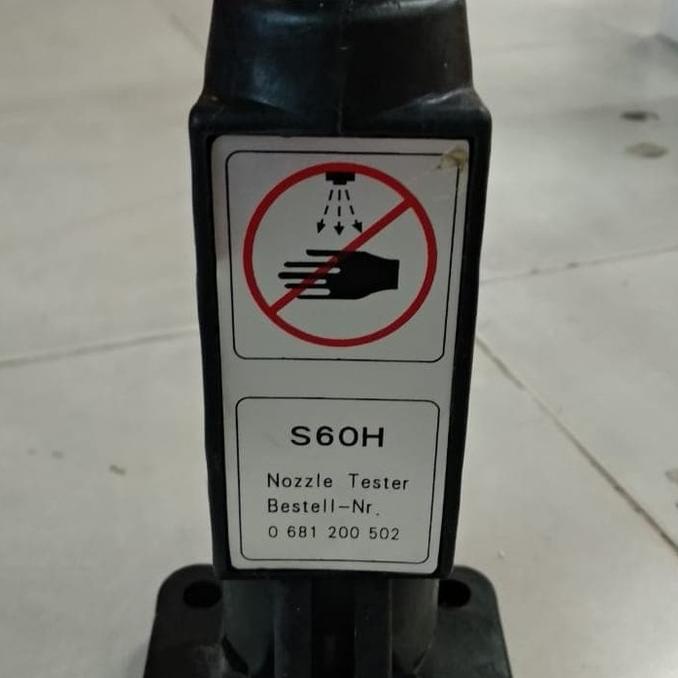 S60H
Nozzle Tester
Bestell-Nr.
0 681 200 502